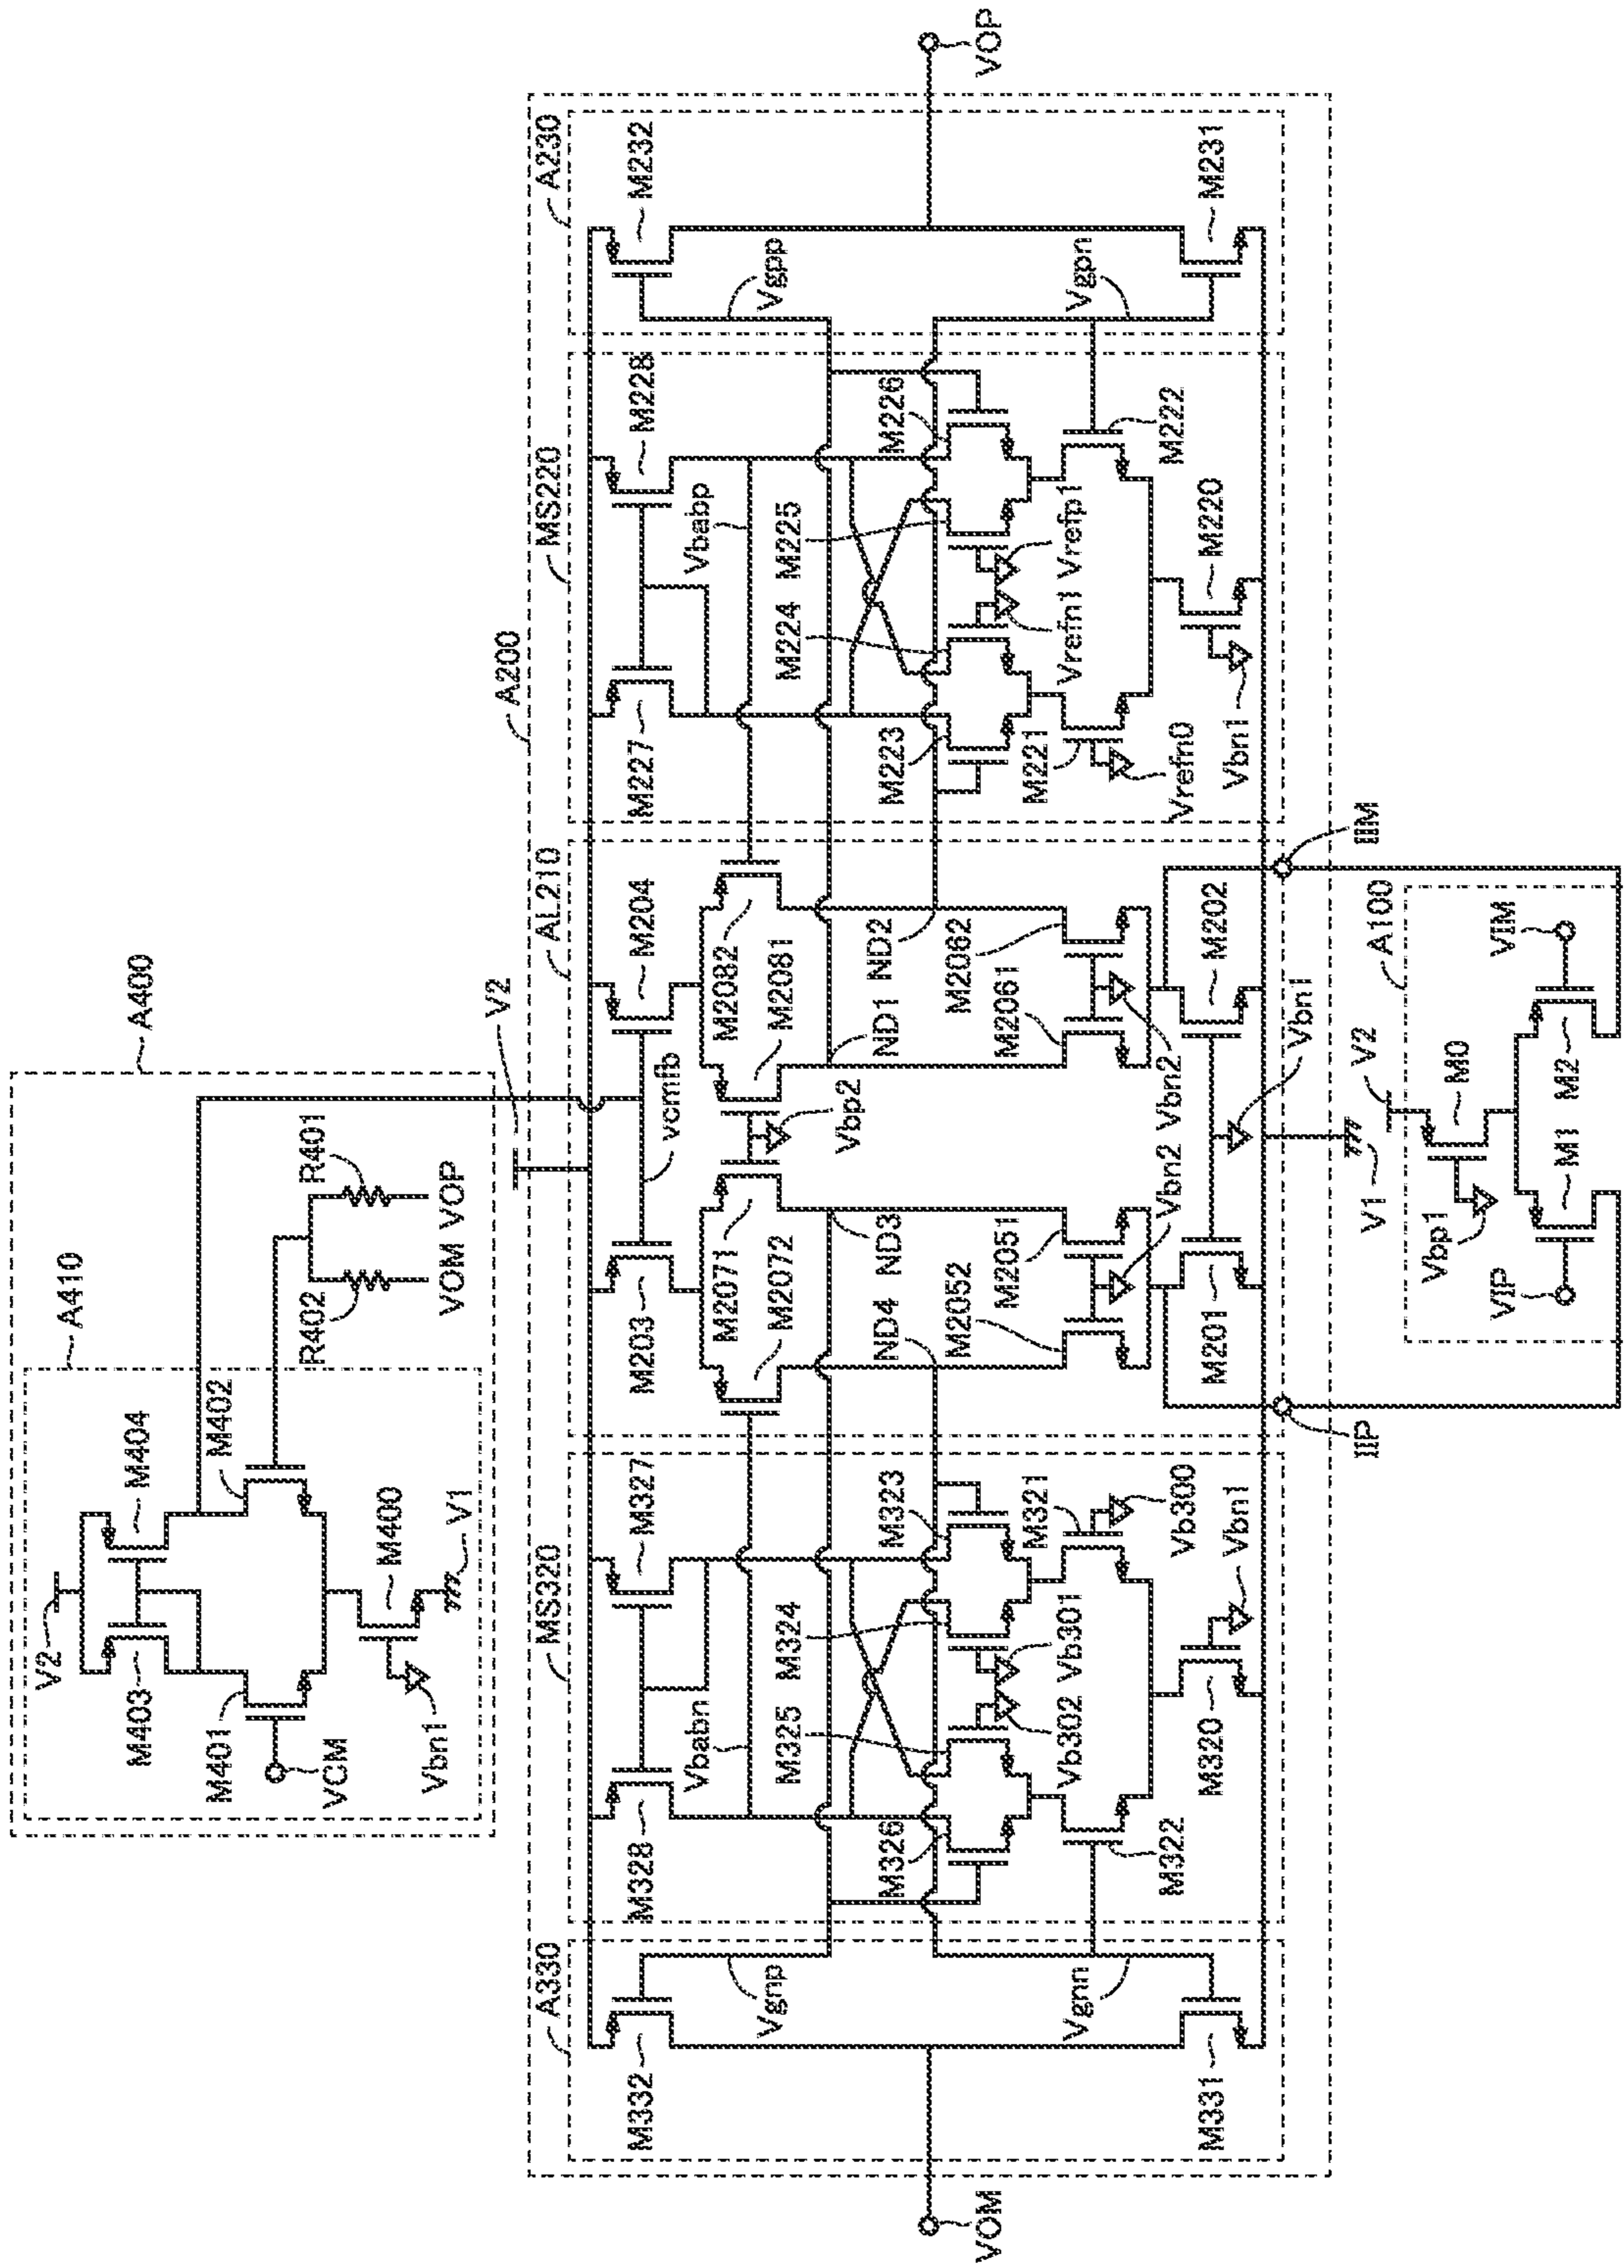 A400
A410
V2
M403
M404
M401
M402
VCM
R402
R401
M400
Vbn1
V1
VOM
VOP
V2
A200
A330
MS320
AL210
MS220
A230
M332
M328
M327
M203
M204
M227
M228
M232
vcmfb
Vgnp
Vbabn
M2071
M2072
M2082
M2081
Vbabp
Vgpp
Vbp2
M325
M324
M224
M225
M326
M323
ND4
ND3
ND1
ND2
M223
M226
VOM
VOP
M2052
M2051
M2061
M2062
Vb302
Vb301
M321
M221
Vrefn1
Vrefp1
Vgnn
Vgpn
M322
Vb300
Vbn2
Vbn2
Vrefn0
M222
M331
M320
Vbn1
M201
M202
Vbn1
M220
M231
Vbn1
IIP
V1
IIM
V2
A100
Vbp1
M0
VIP
M1
M2
VIM